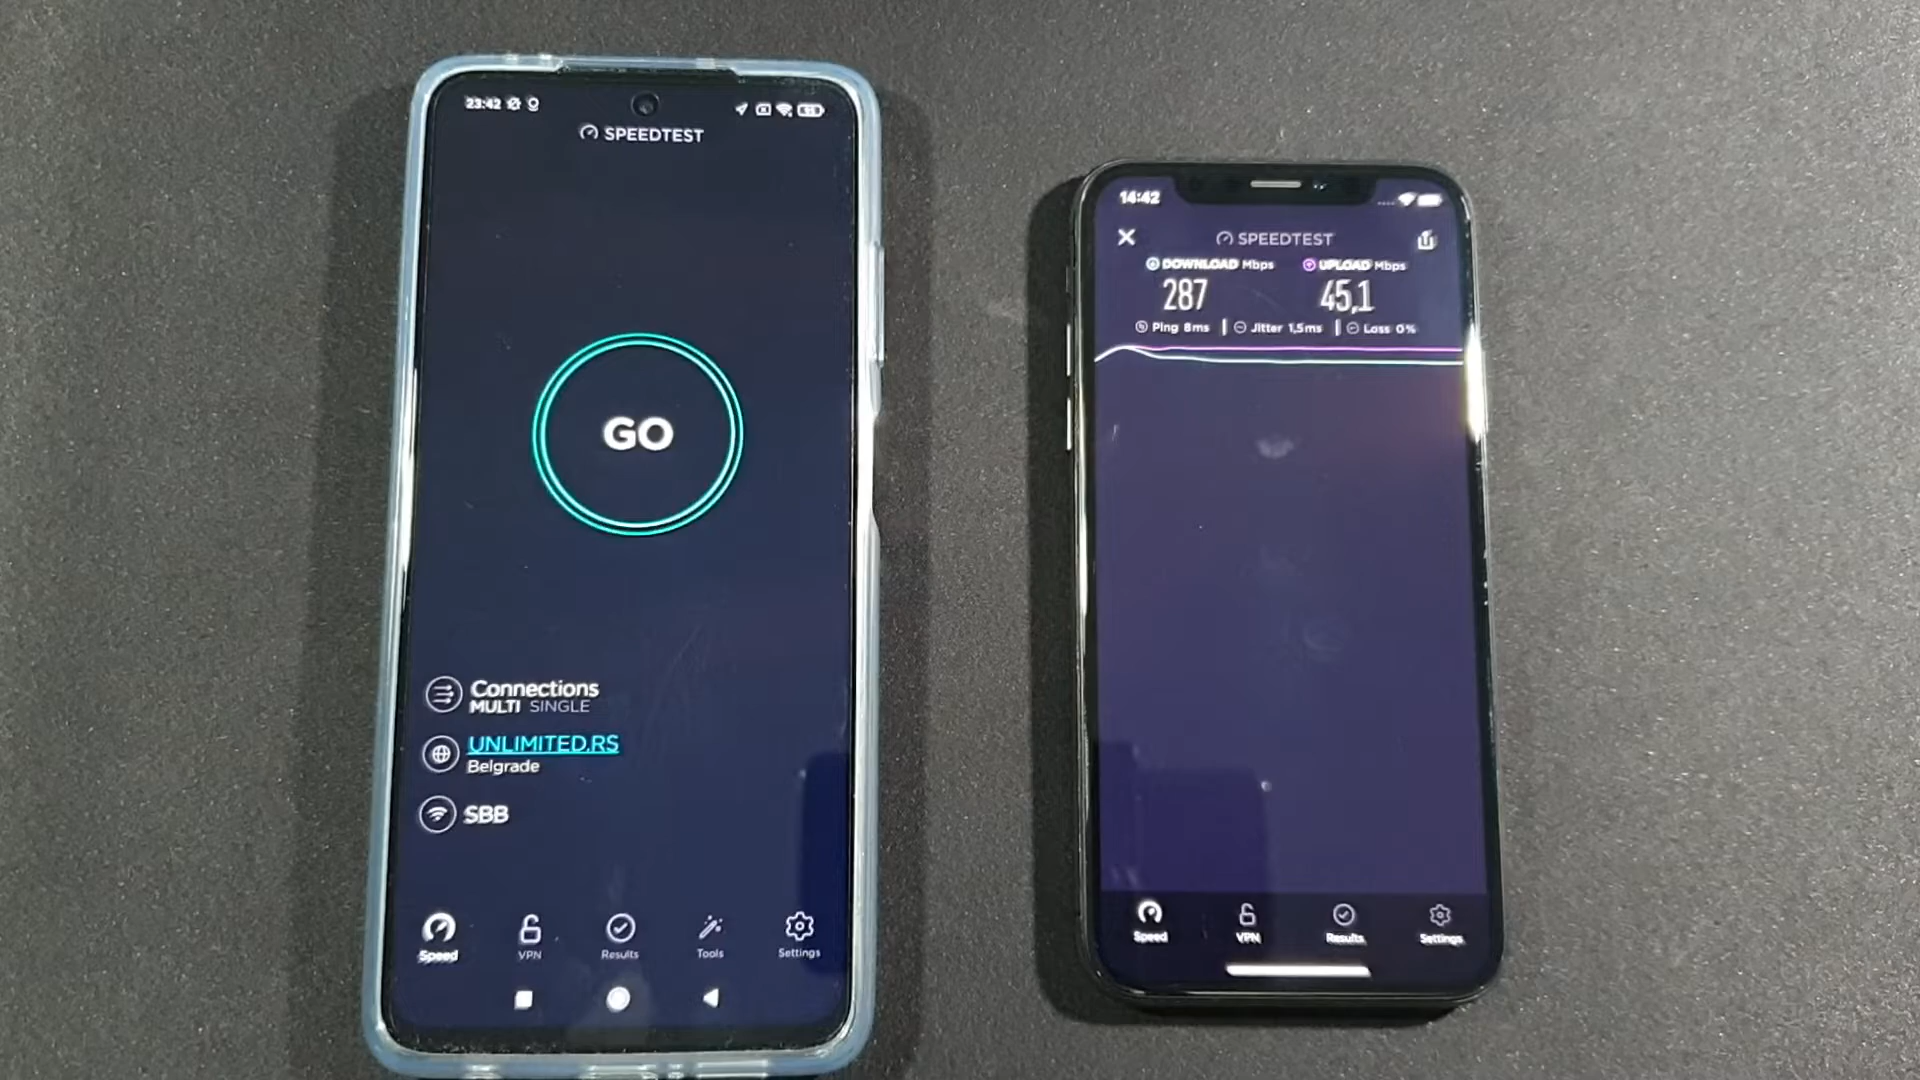 23:42
SPEEDTEST
GO
Connections
MULTI SINGLE
UNLIMITED.RS
Belgrade
SBB
Speed VPN Results Tools Settings
14:42
SPEEDTEST
DOWNLOAD Mbps UPLOAD Mbps
287 45,1
Ping 8ms Jitter 1,5ms Loss 0%
Speed VPN Results Settings